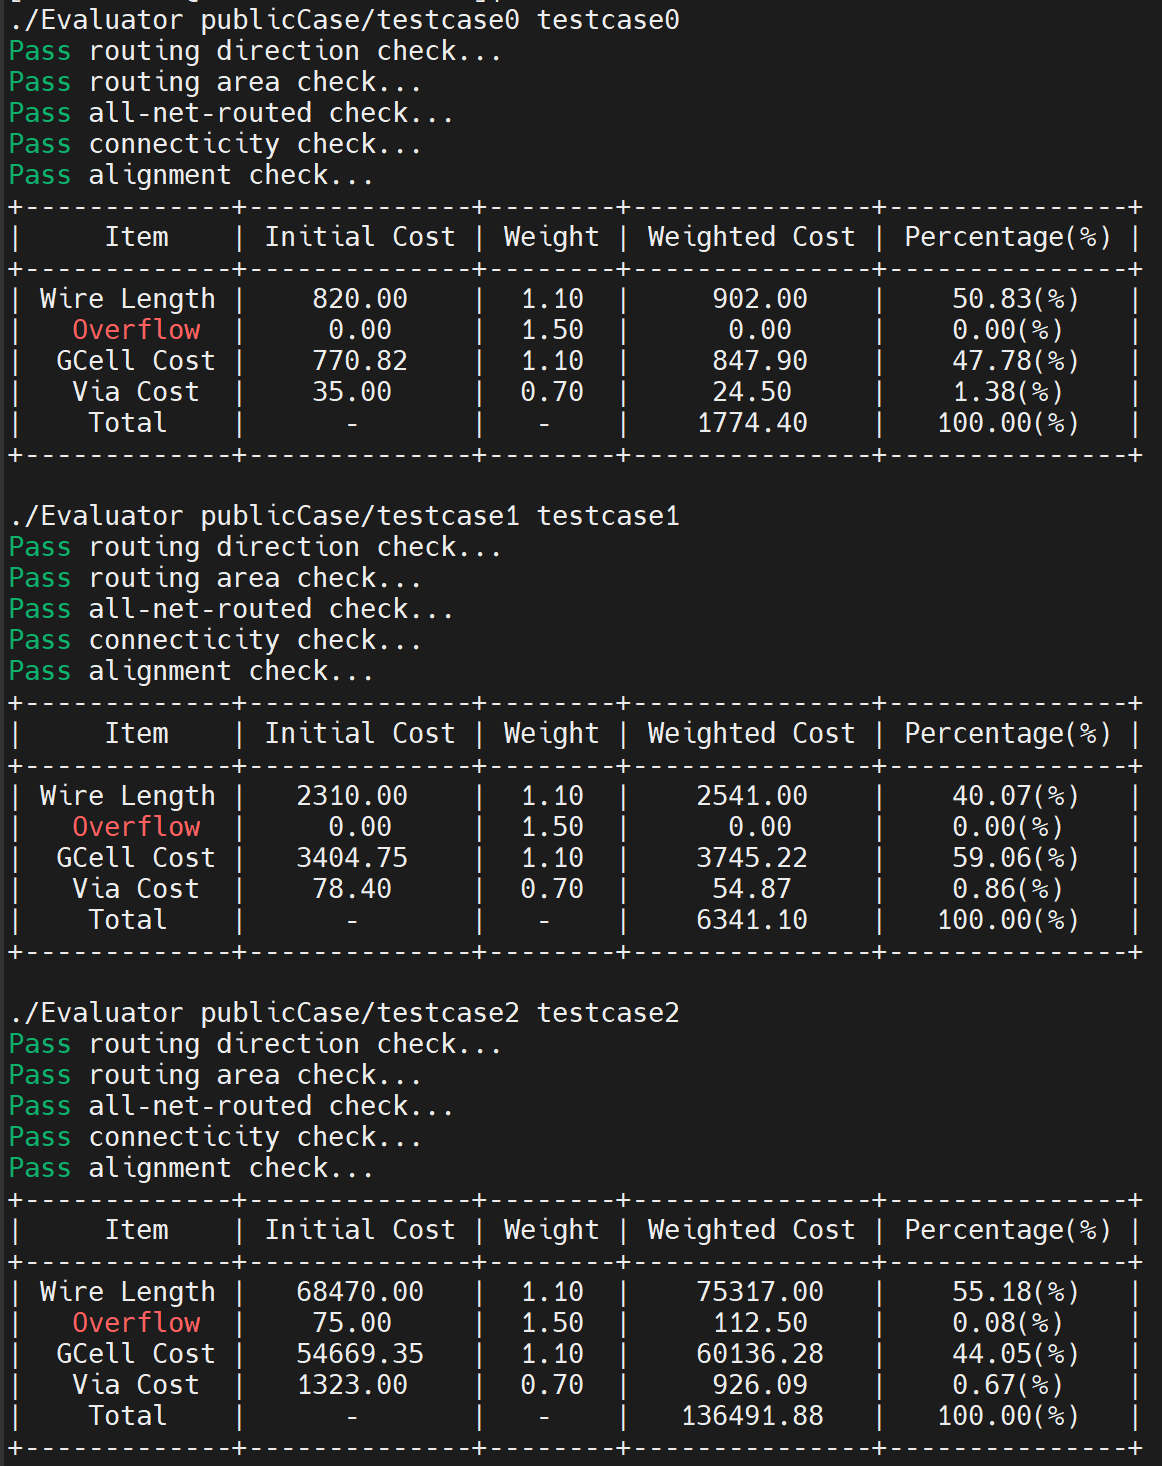 ./Evaluator publicCase/testcase0 testcase0
Pass routing direction check...
Pass routing area check...
Pass all-net-routed check...
Pass connecticity check...
Pass alignment check...
+-------------+--------------+--------+---------------+---------------+
|     Item    | Initial Cost | Weight | Weighted Cost | Percentage(%) |
+-------------+--------------+--------+---------------+---------------+
| Wire Length |    820.00    |  1.10  |     902.00    |    50.83(%)   |
|   Overflow  |     0.00     |  1.50  |      0.00     |    0.00(%)    |
|  GCell Cost |    770.82    |  1.10  |     847.90    |    47.78(%)   |
|   Via Cost  |    35.00     |  0.70  |     24.50     |    1.38(%)    |
|    Total    |      -       |   -    |    1774.40    |   100.00(%)   |
+-------------+--------------+--------+---------------+---------------+
./Evaluator publicCase/testcase1 testcase1
Pass routing direction check...
Pass routing area check...
Pass all-net-routed check...
Pass connecticity check...
Pass alignment check...
+-------------+--------------+--------+---------------+---------------+
|     Item    | Initial Cost | Weight | Weighted Cost | Percentage(%) |
+-------------+--------------+--------+---------------+---------------+
| Wire Length |   2310.00    |  1.10  |    2541.00    |    40.07(%)   |
|   Overflow  |     0.00     |  1.50  |      0.00     |    0.00(%)    |
|  GCell Cost |   3404.75    |  1.10  |    3745.22    |    59.06(%)   |
|   Via Cost  |    78.40     |  0.70  |     54.87     |    0.86(%)    |
|    Total    |      -       |   -    |    6341.10    |   100.00(%)   |
+-------------+--------------+--------+---------------+---------------+
./Evaluator publicCase/testcase2 testcase2
Pass routing direction check...
Pass routing area check...
Pass all-net-routed check...
Pass connecticity check...
Pass alignment check...
+-------------+--------------+--------+---------------+---------------+
|     Item    | Initial Cost | Weight | Weighted Cost | Percentage(%) |
+-------------+--------------+--------+---------------+---------------+
| Wire Length |   68470.00   |  1.10  |    75317.00   |    55.18(%)   |
|   Overflow  |    75.00     |  1.50  |     112.50    |    0.08(%)    |
|  GCell Cost |   54669.35   |  1.10  |    60136.28   |    44.05(%)   |
|   Via Cost  |   1323.00    |  0.70  |     926.09    |    0.67(%)    |
|    Total    |      -       |   -    |   136491.88   |   100.00(%)   |
+-------------+--------------+--------+---------------+---------------+